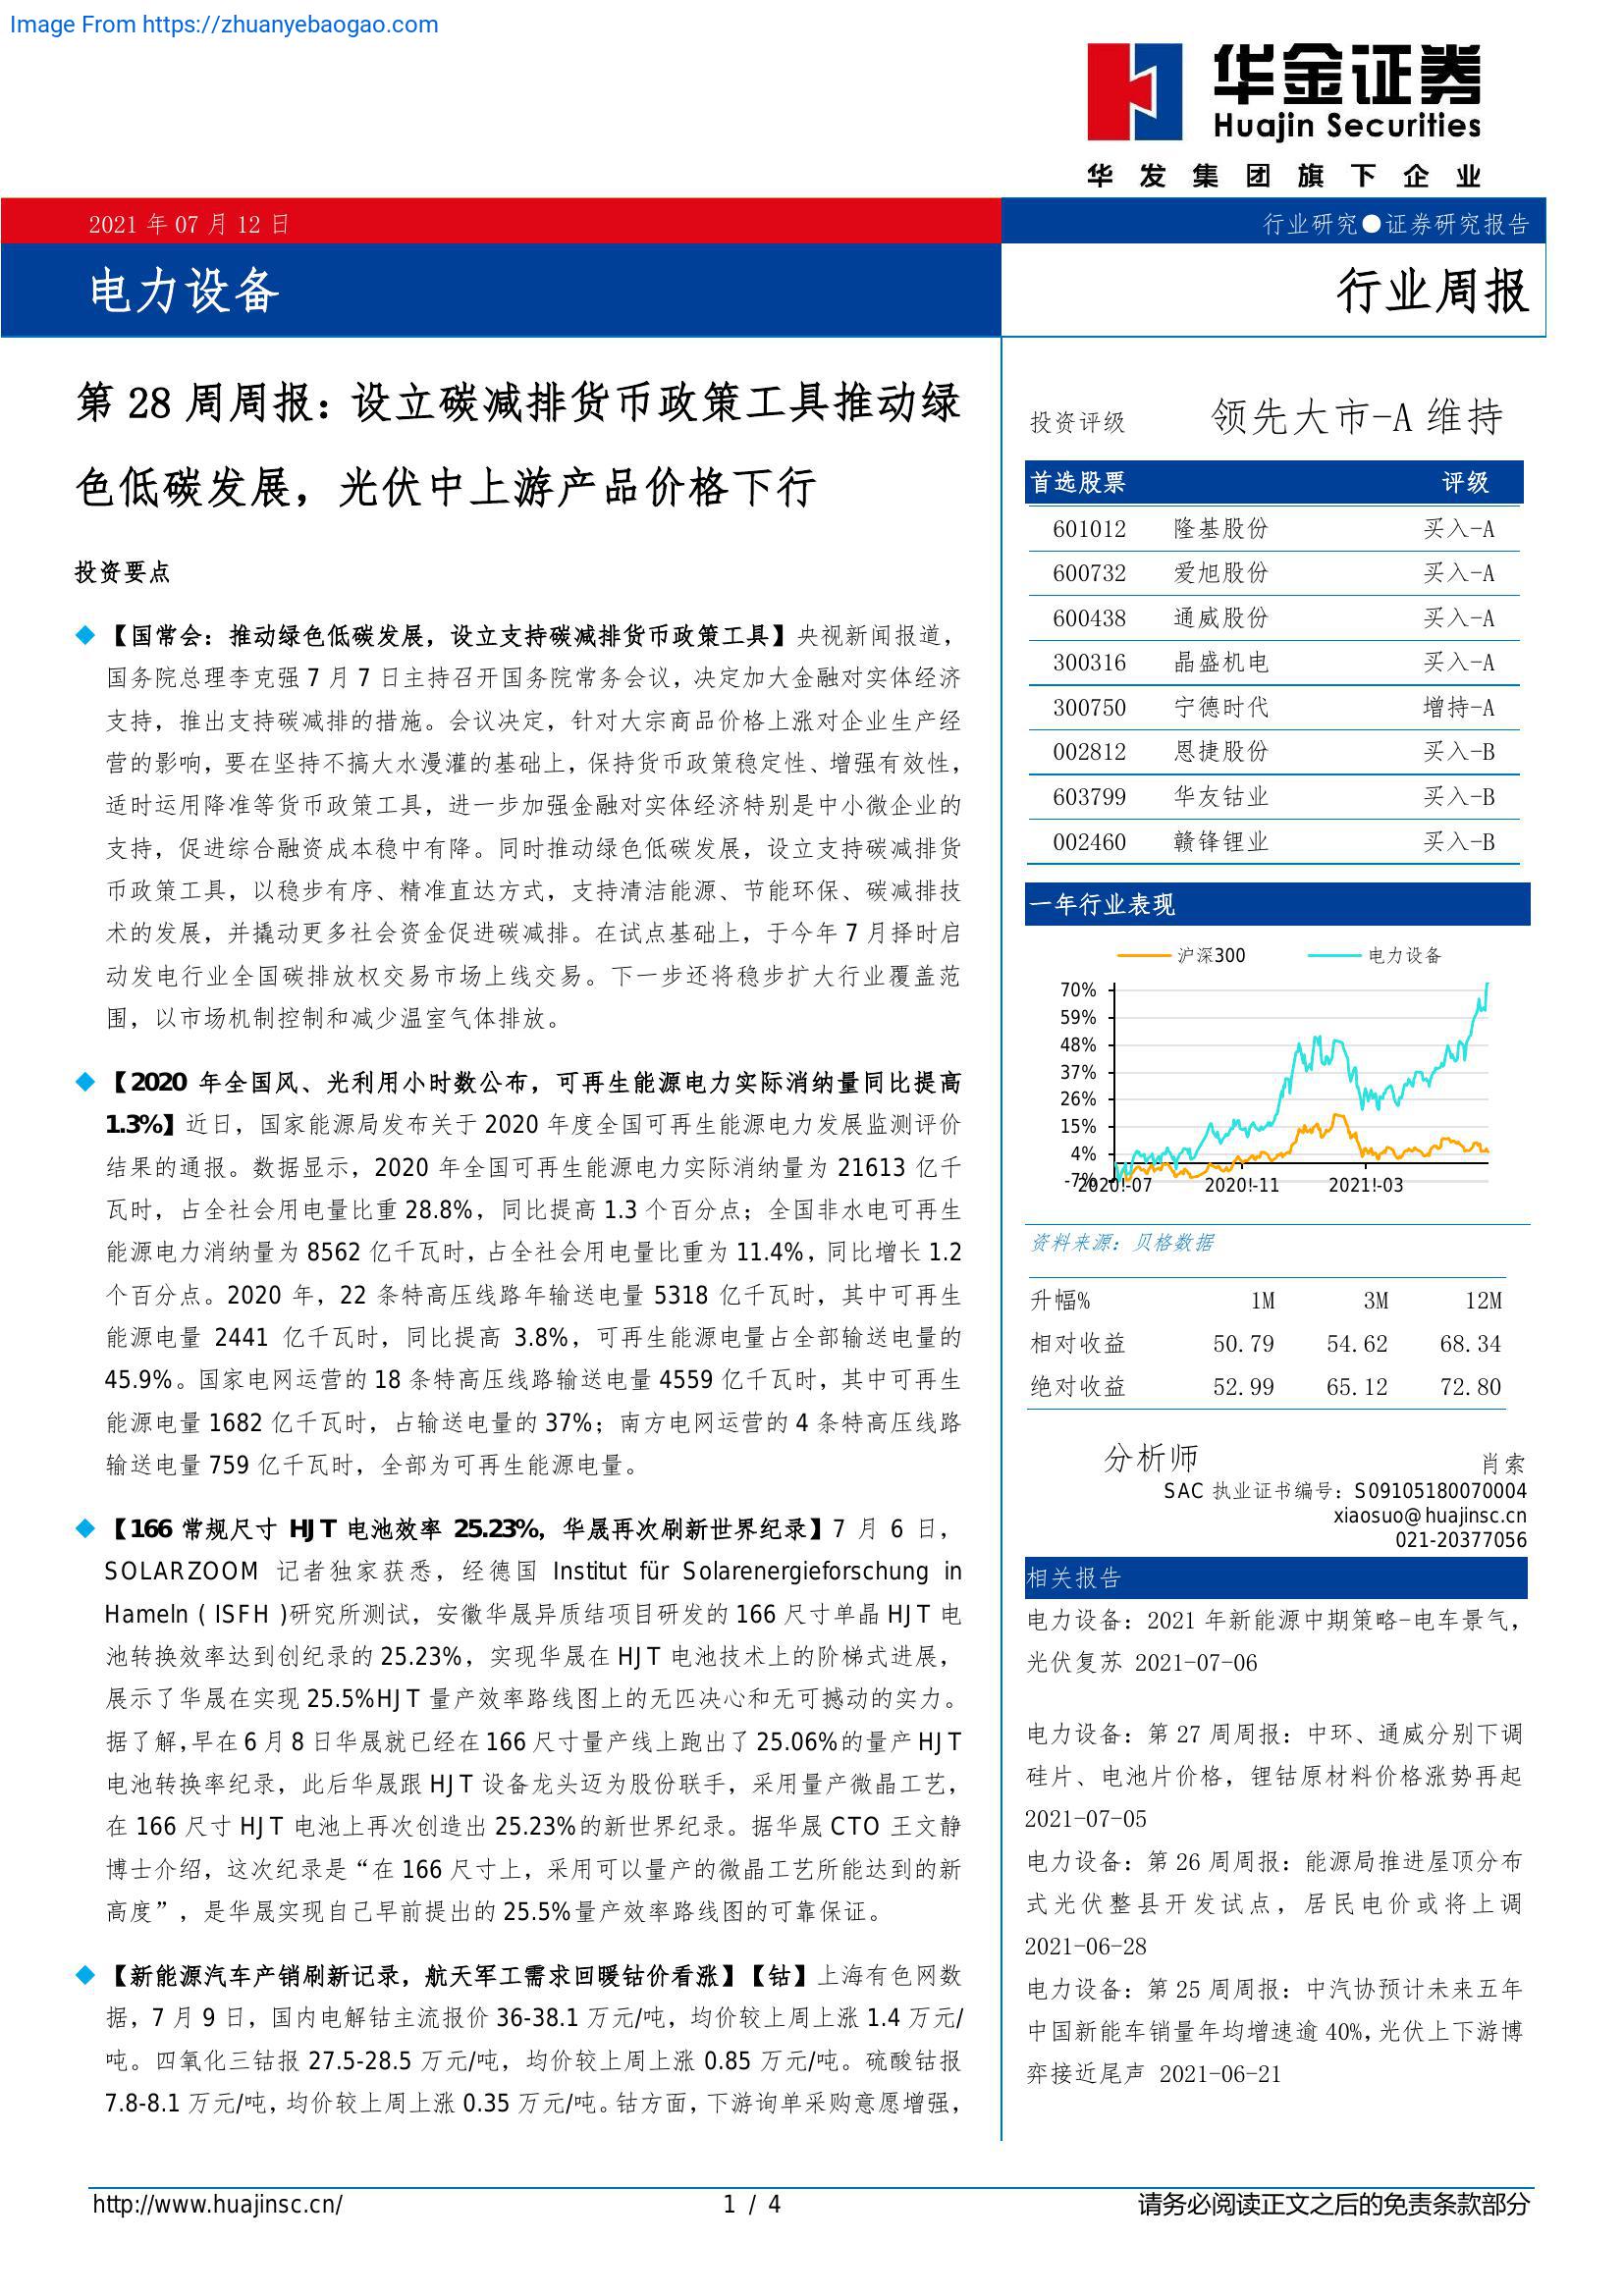 Image From https://zhuanyebaogao.com
华金证券
Huajin Securities
华发集团旗下企业
2021 年 07 月 12 日
行业研究●证券研究报告
电力设备
行业周报
第 28 周周报：设立碳减排货币政策工具推动绿
色低碳发展，光伏中上游产品价格下行
投资要点
◆ 【国常会：推动绿色低碳发展，设立支持碳减排货币政策工具】央视新闻报道，
国务院总理李克强 7 月 7 日主持召开国务院常务会议，决定加大金融对实体经济
支持，推出支持碳减排的措施。会议决定，针对大宗商品价格上涨对企业生产经
营的影响，要在坚持不搞大水漫灌的基础上，保持货币政策稳定性、增强有效性，
适时运用降准等货币政策工具，进一步加强金融对实体经济特别是中小微企业的
支持，促进综合融资成本稳中有降。同时推动绿色低碳发展，设立支持碳减排货
币政策工具，以稳步有序、精准直达方式，支持清洁能源、节能环保、碳减排技
术的发展，并撬动更多社会资金促进碳减排。在试点基础上，于今年 7 月择时启
动发电行业全国碳排放权交易市场上线交易。下一步还将稳步扩大行业覆盖范
围，以市场机制控制和减少温室气体排放。
◆ 【2020 年全国风、光利用小时数公布，可再生能源电力实际消纳量同比提高
1.3%】近日，国家能源局发布关于 2020 年度全国可再生能源电力发展监测评价
结果的通报。数据显示，2020 年全国可再生能源电力实际消纳量为 21613 亿千
瓦时，占全社会用电量比重 28.8%，同比提高 1.3 个百分点；全国非水电可再生
能源电力消纳量为 8562 亿千瓦时，占全社会用电量比重为 11.4%，同比增长 1.2
个百分点。2020 年，22 条特高压线路年输送电量 5318 亿千瓦时，其中可再生
能源电量 2441 亿千瓦时，同比提高 3.8%，可再生能源电量占全部输送电量的
45.9%。国家电网运营的 18 条特高压线路输送电量 4559 亿千瓦时，其中可再生
能源电量 1682 亿千瓦时，占输送电量的 37%；南方电网运营的 4 条特高压线路
输送电量 759 亿千瓦时，全部为可再生能源电量。
◆ 【166 常规尺寸 HJT 电池效率 25.23%，华晟再次刷新世界纪录】7 月 6 日，
SOLARZOOM 记者独家获悉，经德国 Institut für Solarenergieforschung in
Hameln ( ISFH )研究所测试，安徽华晟异质结项目研发的 166 尺寸单晶 HJT 电
池转换效率达到创纪录的 25.23%，实现华晟在 HJT 电池技术上的阶梯式进展，
展示了华晟在实现 25.5%HJT 量产效率路线图上的无匹决心和无可撼动的实力。
据了解，早在 6 月 8 日华晟就已经在 166 尺寸量产线上跑出了 25.06%的量产 HJT
电池转换率纪录，此后华晟跟 HJT 设备龙头迈为股份联手，采用量产微晶工艺，
在 166 尺寸 HJT 电池上再次创造出 25.23%的新世界纪录。据华晟 CTO 王文静
博士介绍，这次纪录是“在 166 尺寸上，采用可以量产的微晶工艺所能达到的新
高度”，是华晟实现自己早前提出的 25.5%量产效率路线图的可靠保证。
◆ 【新能源汽车产销刷新记录，航天军工需求回暖钴价看涨】【钴】上海有色网数
据，7 月 9 日，国内电解钴主流报价 36-38.1 万元/吨，均价较上周上涨 1.4 万元/
吨。四氧化三钴报 27.5-28.5 万元/吨，均价较上周上涨 0.85 万元/吨。硫酸钴报
7.8-8.1 万元/吨，均价较上周上涨 0.35 万元/吨。钴方面，下游询单采购意愿增强，
投资评级 领先大市-A 维持
首选股票 评级
601012 隆基股份 买入-A
600732 爱旭股份 买入-A
600438 通威股份 买入-A
300316 晶盛机电 买入-A
300750 宁德时代 增持-A
002812 恩捷股份 买入-B
603799 华友钴业 买入-B
002460 赣锋锂业 买入-B
一年行业表现
沪深300 电力设备
70%
59%
48%
37%
26%
15%
4%
-7%
2020!-07 2020!-11 2021!-03
资料来源：贝格数据
升幅% 1M 3M 12M
相对收益 50.79 54.62 68.34
绝对收益 52.99 65.12 72.80
分析师 肖索
SAC 执业证书编号：S09105180070004
xiaosuo@huajinsc.cn
021-20377056
相关报告
电力设备：2021 年新能源中期策略-电车景气，
光伏复苏 2021-07-06
电力设备：第 27 周周报：中环、通威分别下调
硅片、电池片价格，锂钴原材料价格涨势再起
2021-07-05
电力设备：第 26 周周报：能源局推进屋顶分布
式光伏整县开发试点，居民电价或将上调
2021-06-28
电力设备：第 25 周周报：中汽协预计未来五年
中国新能车销量年均增速逾 40%，光伏上下游博
弈接近尾声 2021-06-21
http://www.huajinsc.cn/
1 / 4
请务必阅读正文之后的免责条款部分